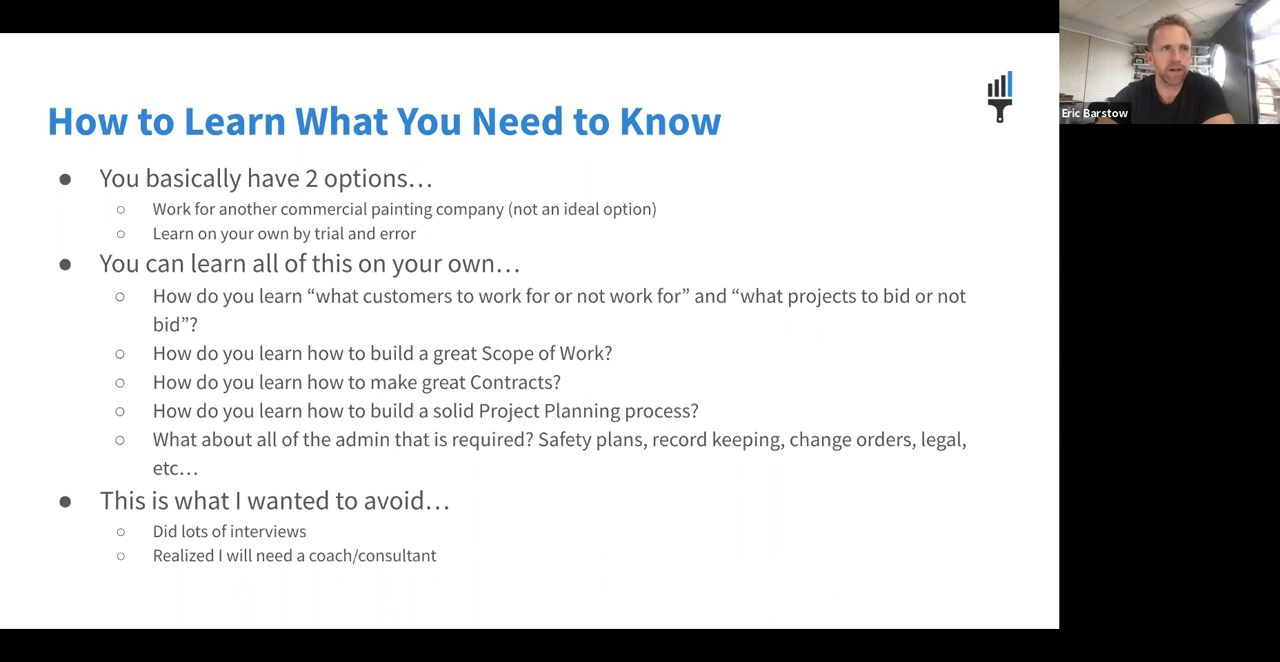 How to Learn What You Need to Know
● You basically have 2 options…
○ Work for another commercial painting company (not an ideal option)
○ Learn on your own by trial and error
● You can learn all of this on your own…
○ How do you learn “what customers to work for or not work for” and “what projects to bid or not
bid”?
○ How do you learn how to build a great Scope of Work?
○ How do you learn how to make great Contracts?
○ How do you learn how to build a solid Project Planning process?
○ What about all of the admin that is required? Safety plans, record keeping, change orders, legal,
etc…
● This is what I wanted to avoid…
○ Did lots of interviews
○ Realized I will need a coach/consultant
Eric Barstow